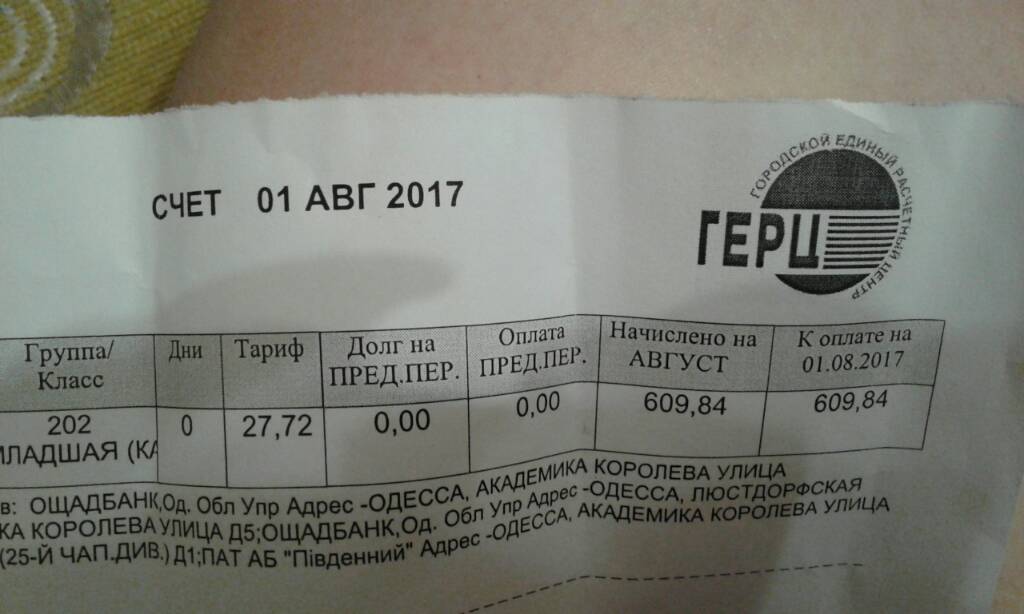 СЧЕТ 01 АВГ 2017
ГОРОДСКОЙ ЕДИНЫЙ РАСЧЕТНЫЙ ЦЕНТР
ГЕРЦ
Группа/ Класс Дни Тариф Долг на ПРЕД.ПЕР. Оплата ПРЕД.ПЕР. Начислено на АВГУСТ К оплате на 01.08.2017
202 0 27,72 0,00 0,00 609,84 609,84
МЛАДШАЯ (КА
в: ОЩАДБАНК,Од. Обл Упр Адрес -ОДЕССА, АКАДЕМИКА КОРОЛЕВА УЛИЦА
КА КОРОЛЕВА УЛИЦА Д5;ОЩАДБАНК,Од. Обл Упр Адрес -ОДЕССА, ЛЮСТДОРФСКАЯ
(25-Й ЧАП.ДИВ.) Д1;ПАТ АБ "Південний" Адрес -ОДЕССА, АКАДЕМИКА КОРОЛЕВА УЛИЦА